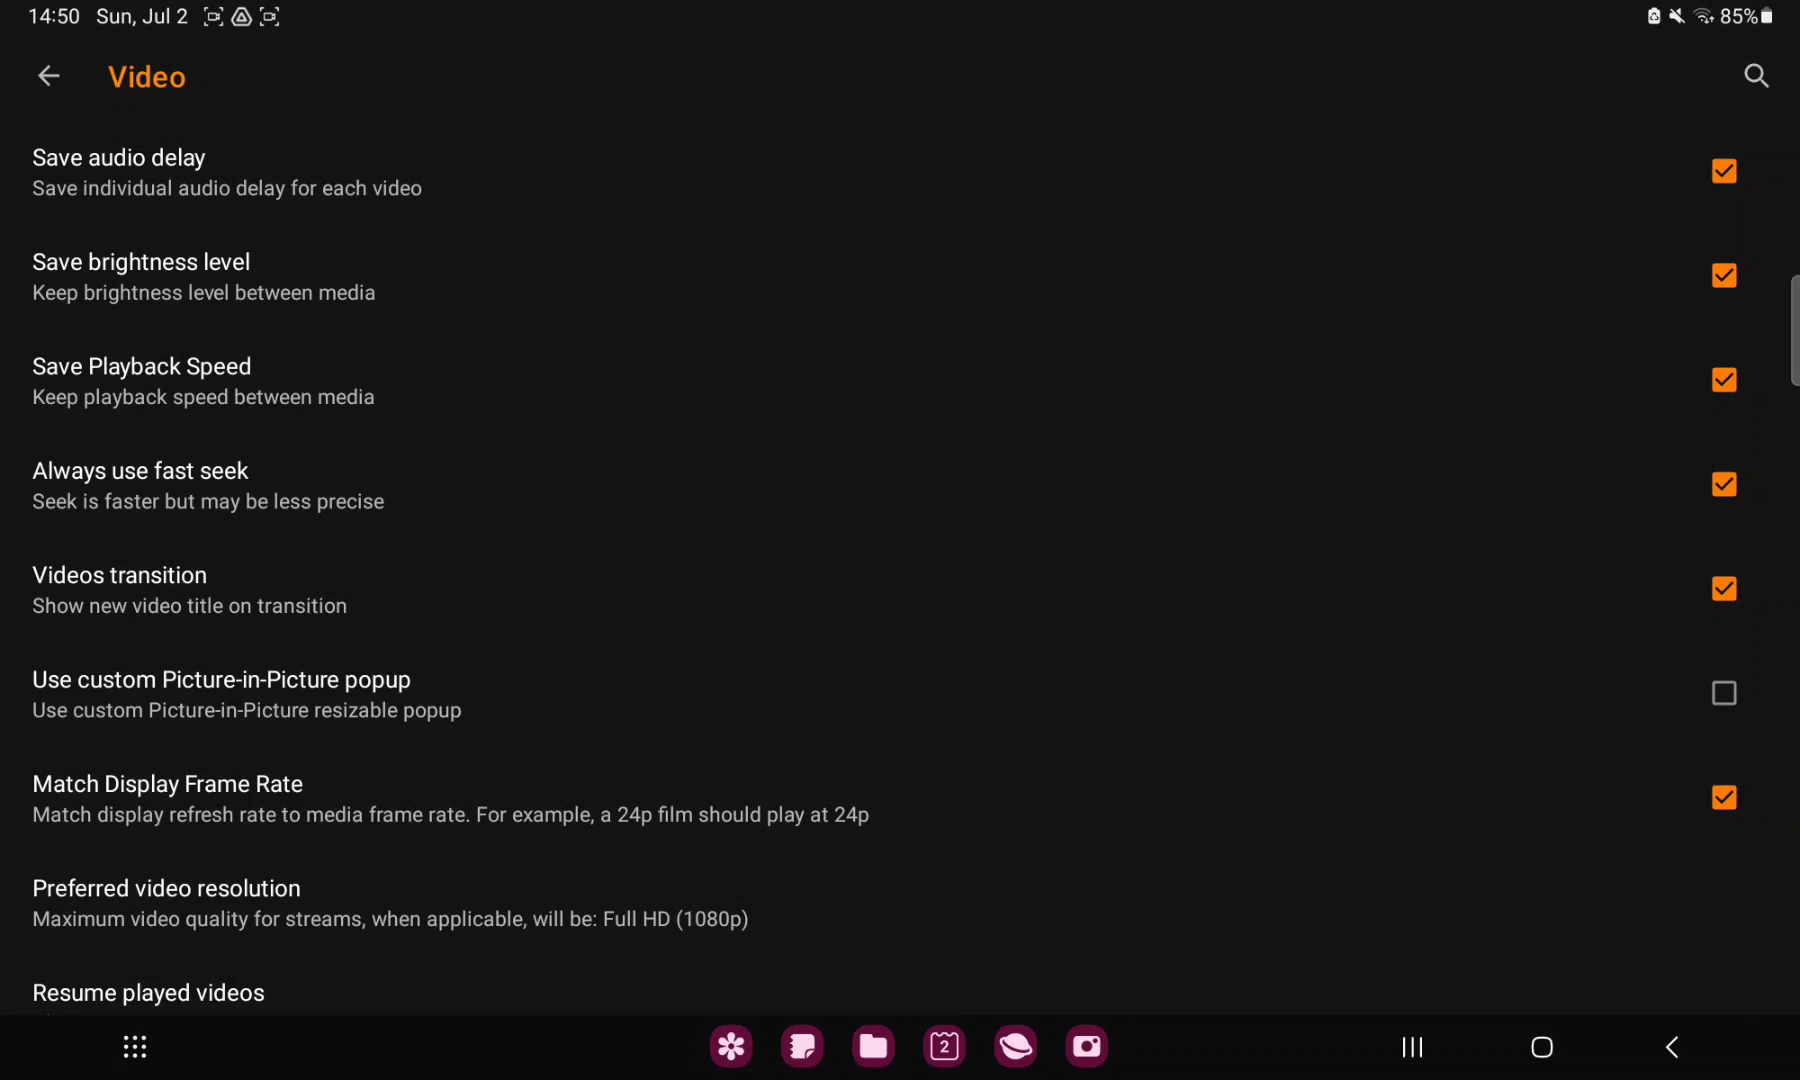 14:50 Sun, Jul 2
85%
Video
Save audio delay
Save individual audio delay for each video
Save brightness level
Keep brightness level between media
Save Playback Speed
Keep playback speed between media
Always use fast seek
Seek is faster but may be less precise
Videos transition
Show new video title on transition
Use custom Picture-in-Picture popup
Use custom Picture-in-Picture resizable popup
Match Display Frame Rate
Match display refresh rate to media frame rate. For example, a 24p film should play at 24p
Preferred video resolution
Maximum video quality for streams, when applicable, will be: Full HD (1080p)
Resume played videos
2